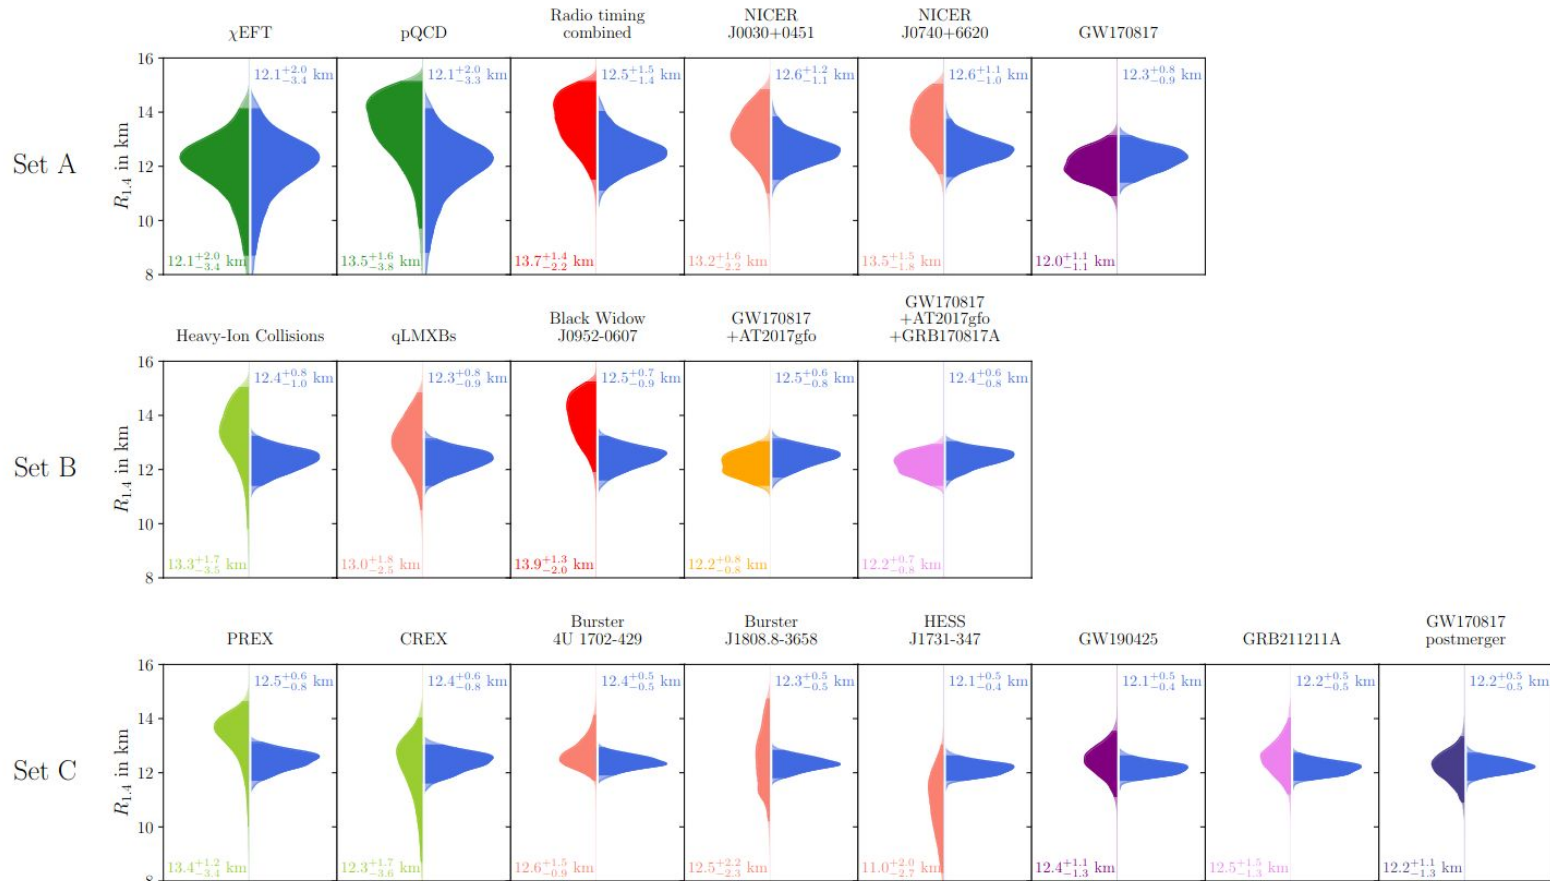 χEFT
pQCD
Radio timing
combined
NICER
J0030+0451
NICER
J0740+6620
GW170817
Set A
R_{1.4} in km
16
14
12
10
8
12.1^{+2.0}_{-3.4} km
12.1^{+2.0}_{-3.3} km
12.5^{+1.5}_{-1.4} km
12.6^{+1.2}_{-1.1} km
12.6^{+1.1}_{-1.0} km
12.3^{+0.8}_{-0.9} km
12.1^{+2.0}_{-3.4} km
13.5^{+1.6}_{-3.8} km
13.7^{+1.4}_{-2.2} km
13.2^{+1.6}_{-2.2} km
13.5^{+1.5}_{-1.8} km
12.0^{+1.1}_{-1.1} km
Heavy-Ion Collisions
qLMXBs
Black Widow
J0952-0607
GW170817
+AT2017gfo
GW170817
+AT2017gfo
+GRB170817A
Set B
R_{1.4} in km
16
14
12
10
8
12.4^{+0.8}_{-1.0} km
12.3^{+0.8}_{-0.9} km
12.5^{+0.7}_{-0.9} km
12.5^{+0.6}_{-0.8} km
12.4^{+0.6}_{-0.8} km
13.3^{+1.7}_{-3.5} km
13.0^{+1.8}_{-2.5} km
13.9^{+1.3}_{-2.0} km
12.2^{+0.8}_{-0.8} km
12.2^{+0.7}_{-0.8} km
PREX
CREX
Burster
4U 1702-429
Burster
J1808.8-3658
HESS
J1731-347
GW190425
GRB211211A
GW170817
postmerger
Set C
R_{1.4} in km
16
14
12
10
8
12.5^{+0.6}_{-0.8} km
12.4^{+0.6}_{-0.8} km
12.4^{+0.5}_{-0.5} km
12.3^{+0.5}_{-0.5} km
12.1^{+0.5}_{-0.4} km
12.1^{+0.5}_{-0.4} km
12.2^{+0.5}_{-0.5} km
12.2^{+0.5}_{-0.5} km
13.4^{+1.2}_{-3.4} km
12.3^{+1.7}_{-3.6} km
12.6^{+1.5}_{-0.9} km
12.5^{+2.2}_{-2.3} km
11.0^{+2.0}_{-2.7} km
12.4^{+1.1}_{-1.3} km
12.5^{+1.5}_{-1.3} km
12.2^{+1.1}_{-1.3} km